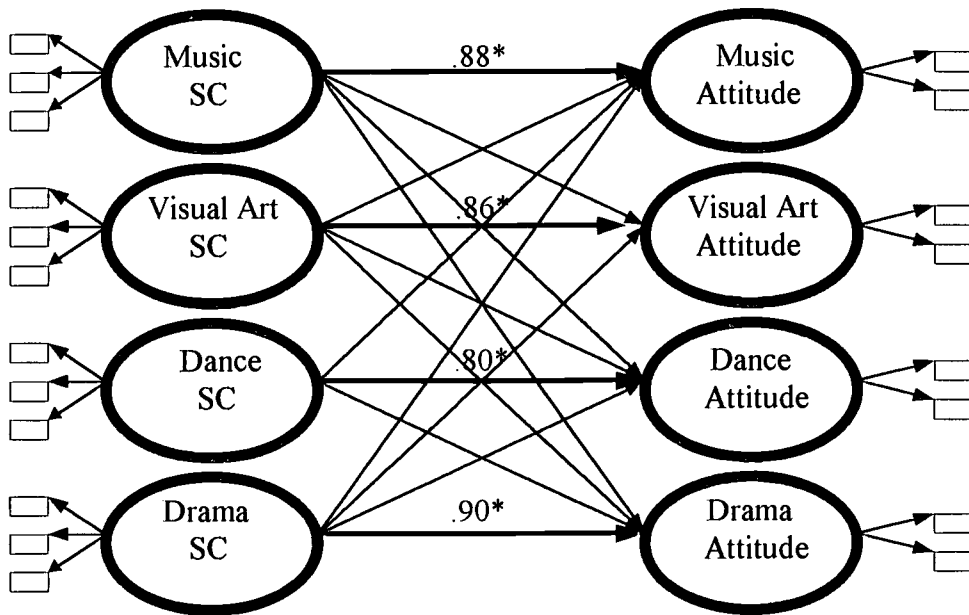 Music
SC
.88*
Music
Attitude
Visual Art
SC
.86*
Visual Art
Attitude
Dance
SC
.80*
Dance
Attitude
Drama
SC
.90*
Drama
Attitude